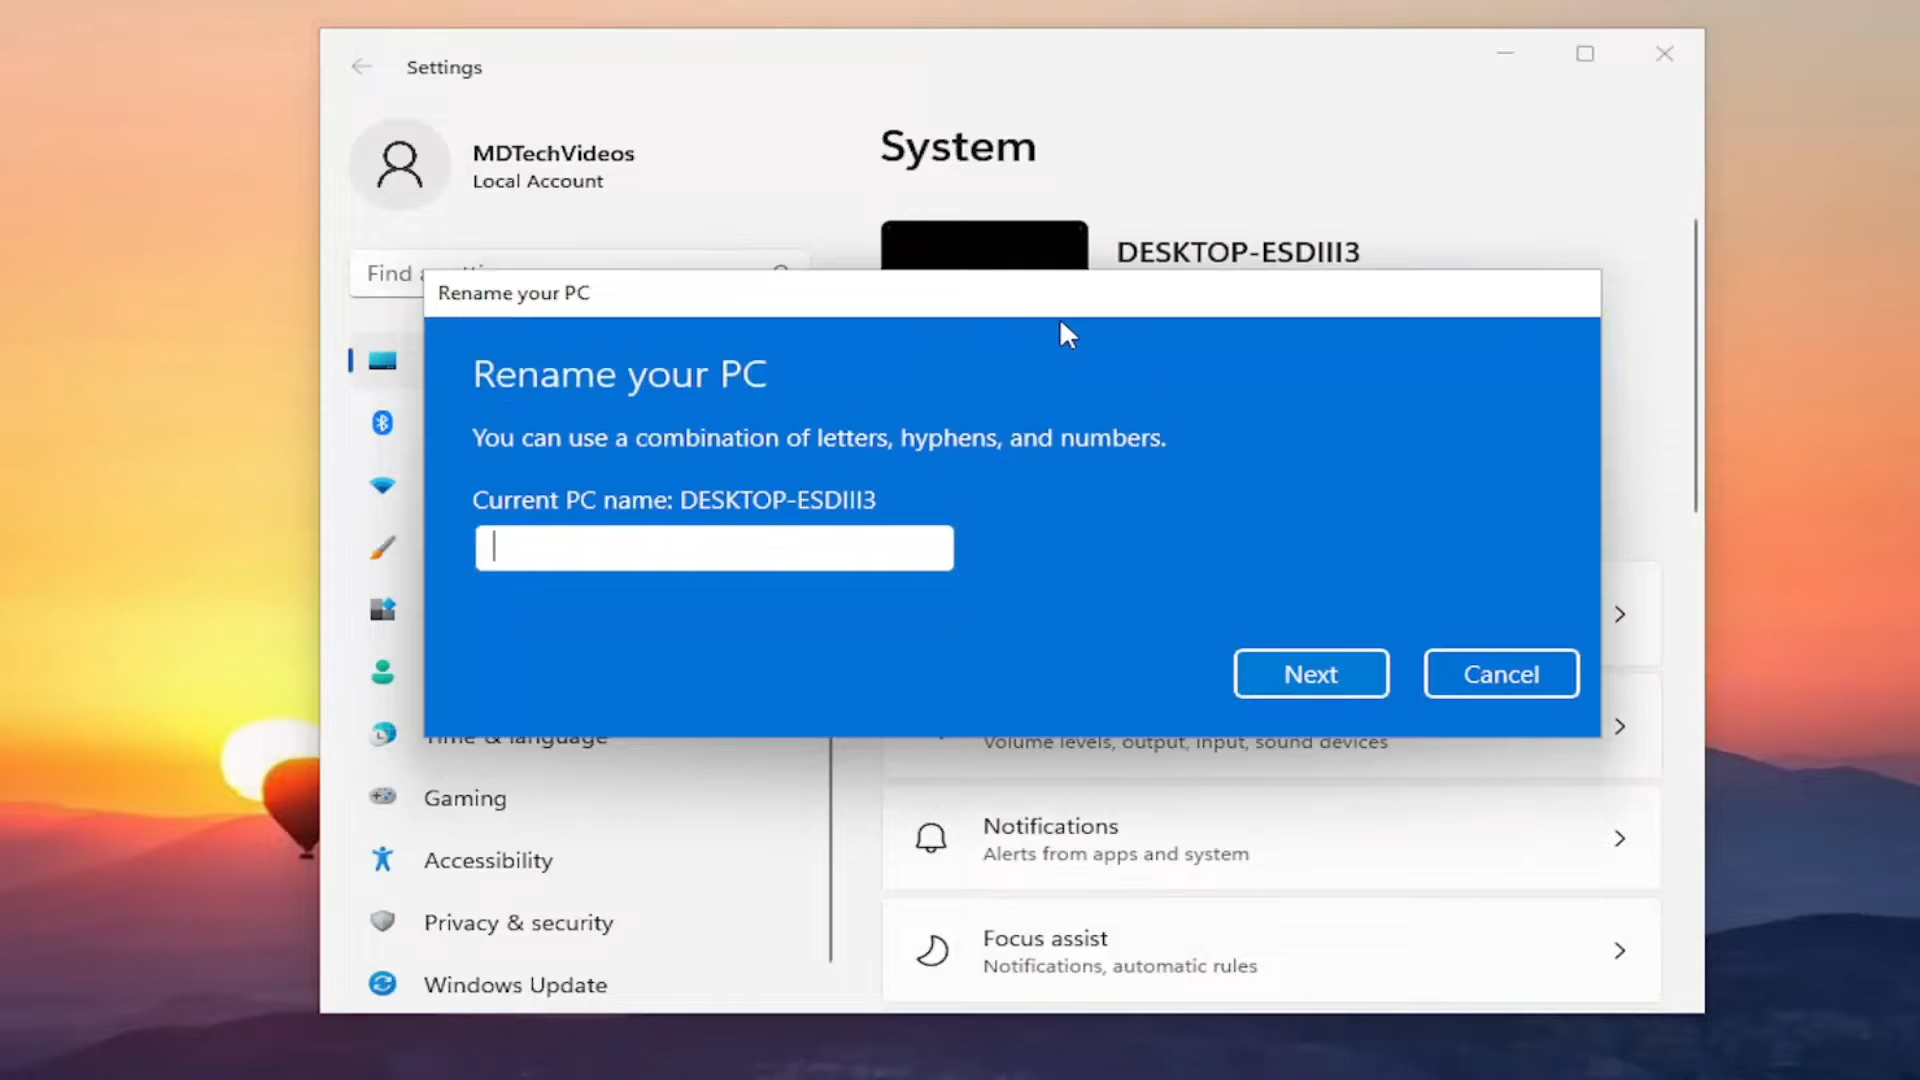 Settings
MDTechVideos
Local Account
System
DESKTOP-ESDIII3
Find
Rename your PC
Rename your PC
You can use a combination of letters, hyphens, and numbers.
Current PC name: DESKTOP-ESDIII3
Next
Cancel
Time & language
Volume levels, output, input, sound devices
Gaming
Notifications
Alerts from apps and system
Accessibility
Privacy & security
Focus assist
Notifications, automatic rules
Windows Update